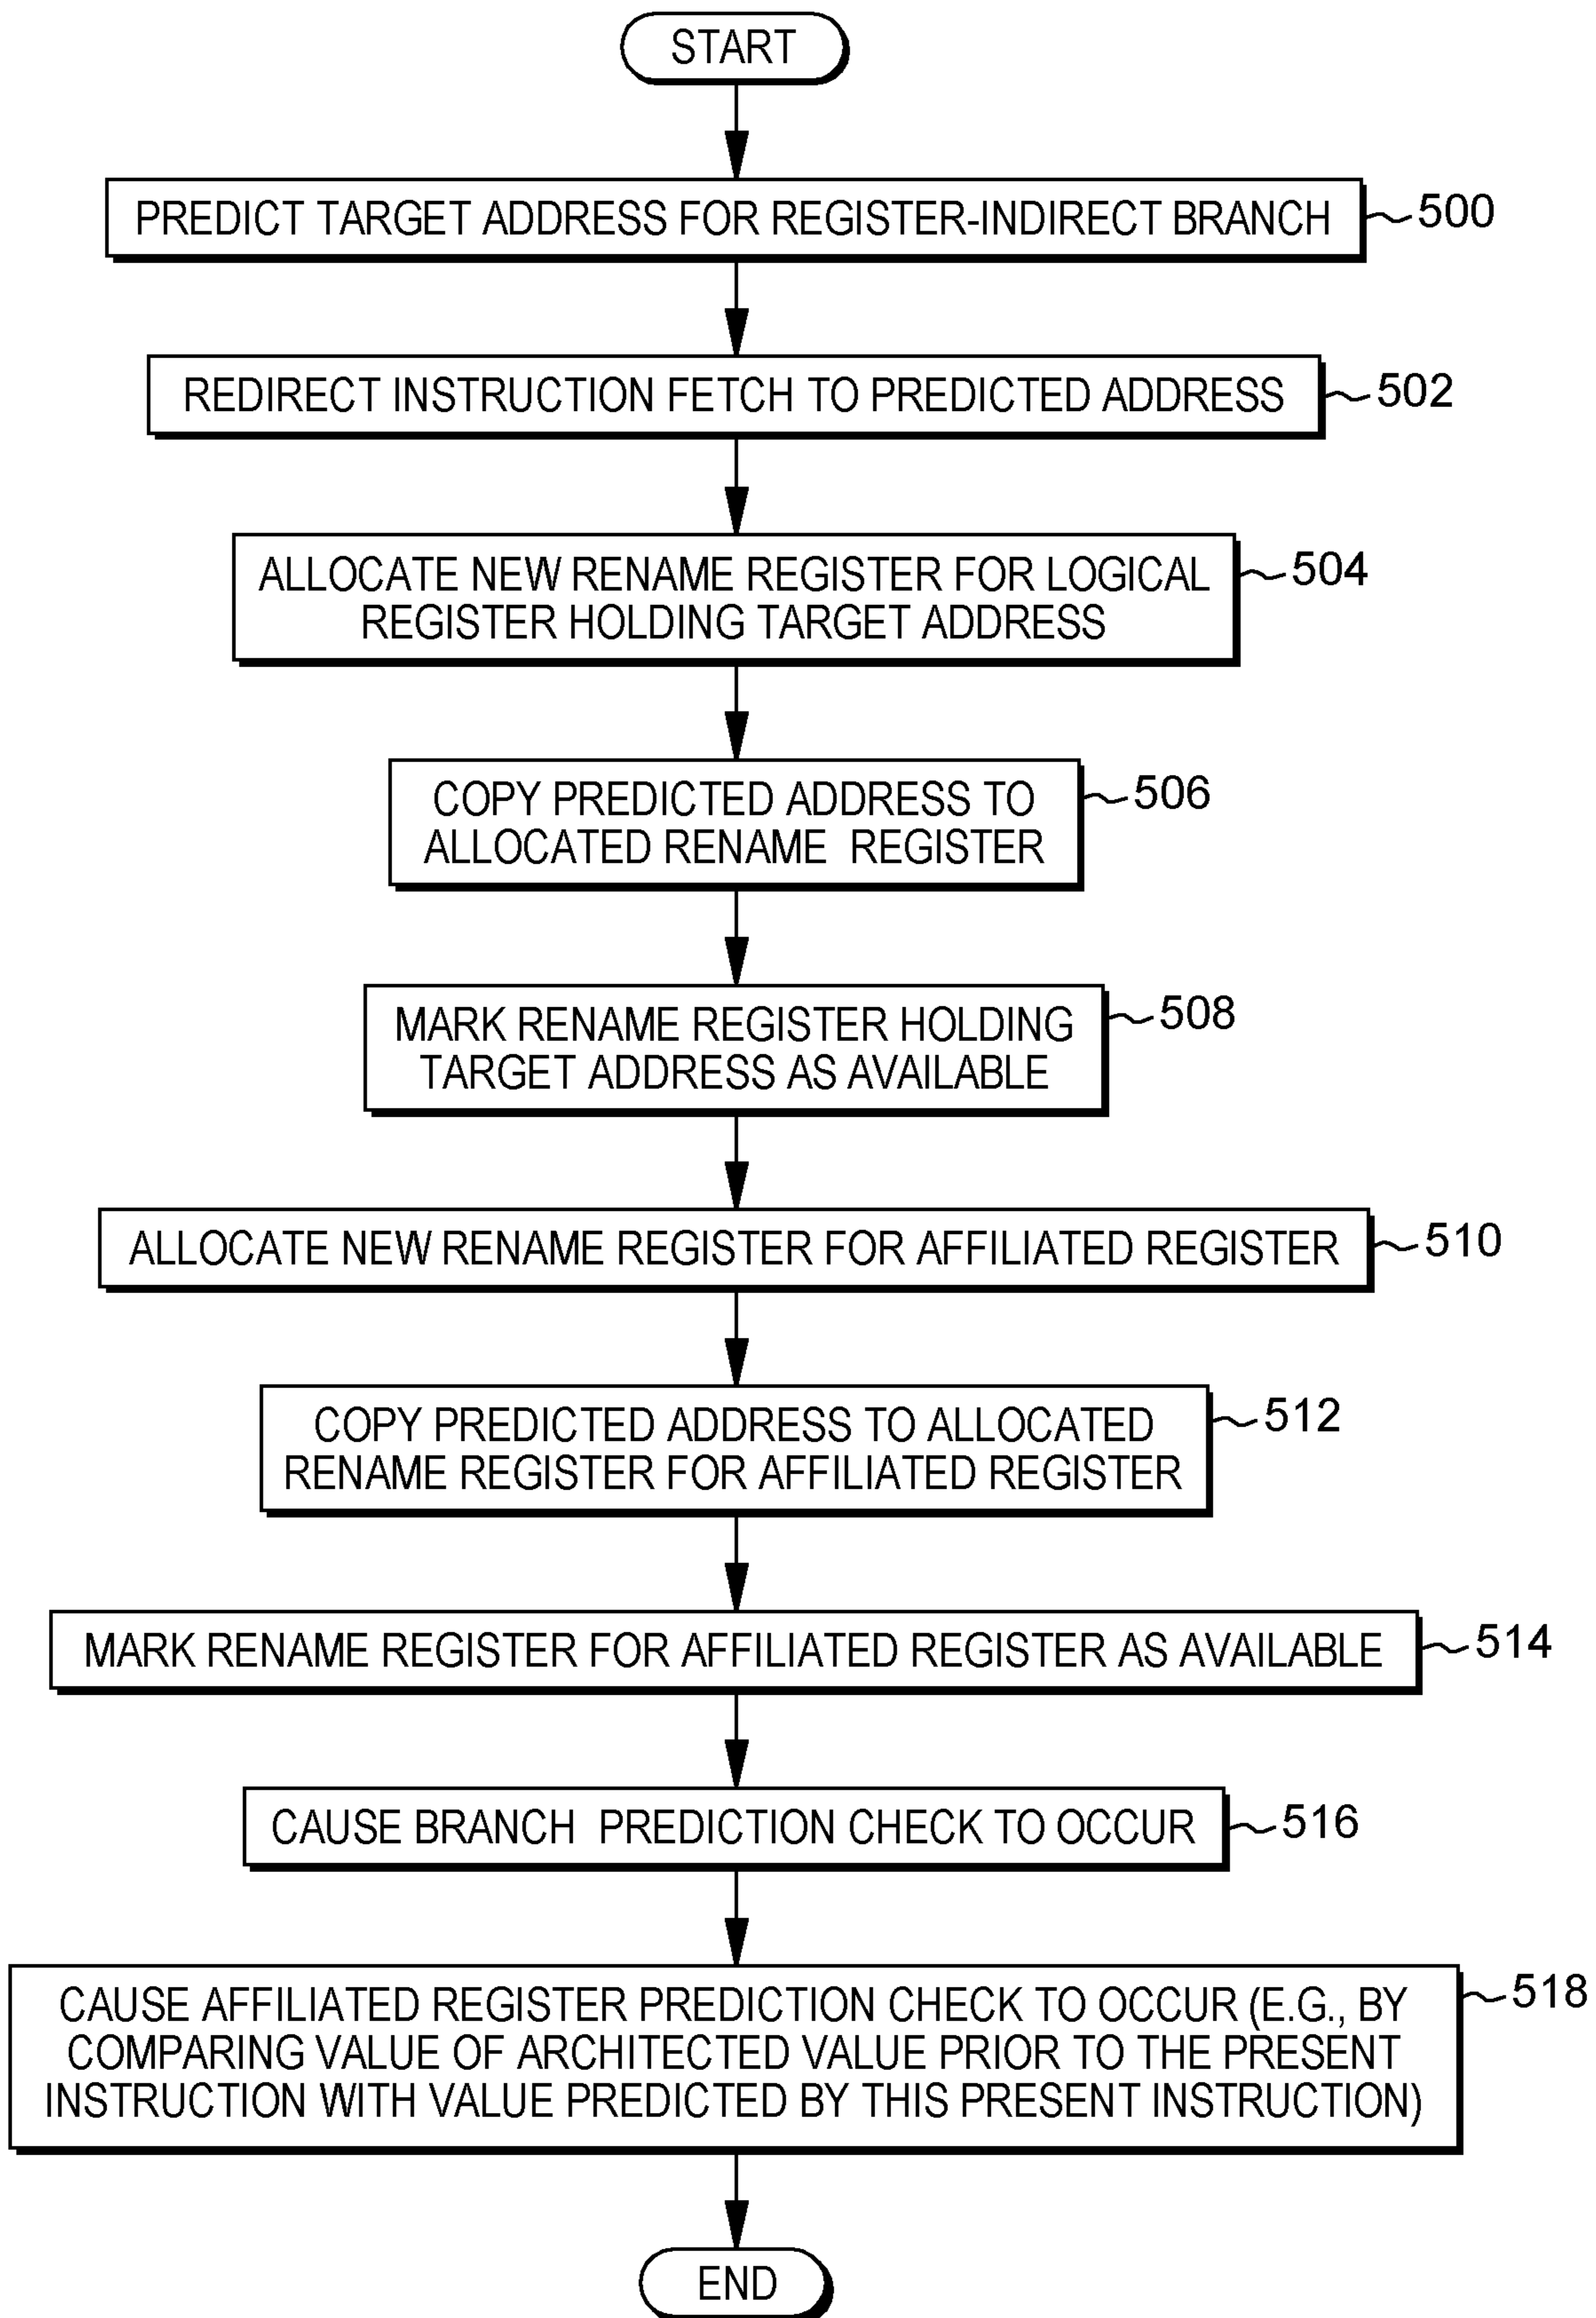 START
PREDICT TARGET ADDRESS FOR REGISTER-INDIRECT BRANCH
500
REDIRECT INSTRUCTION FETCH TO PREDICTED ADDRESS
502
ALLOCATE NEW RENAME REGISTER FOR LOGICAL
REGISTER HOLDING TARGET ADDRESS
504
COPY PREDICTED ADDRESS TO
ALLOCATED RENAME REGISTER
506
MARK RENAME REGISTER HOLDING
TARGET ADDRESS AS AVAILABLE
508
ALLOCATE NEW RENAME REGISTER FOR AFFILIATED REGISTER
510
COPY PREDICTED ADDRESS TO ALLOCATED
RENAME REGISTER FOR AFFILIATED REGISTER
512
MARK RENAME REGISTER FOR AFFILIATED REGISTER AS AVAILABLE
514
CAUSE BRANCH PREDICTION CHECK TO OCCUR
516
CAUSE AFFILIATED REGISTER PREDICTION CHECK TO OCCUR (E.G., BY
COMPARING VALUE OF ARCHITECTED VALUE PRIOR TO THE PRESENT
INSTRUCTION WITH VALUE PREDICTED BY THIS PRESENT INSTRUCTION)
518
END